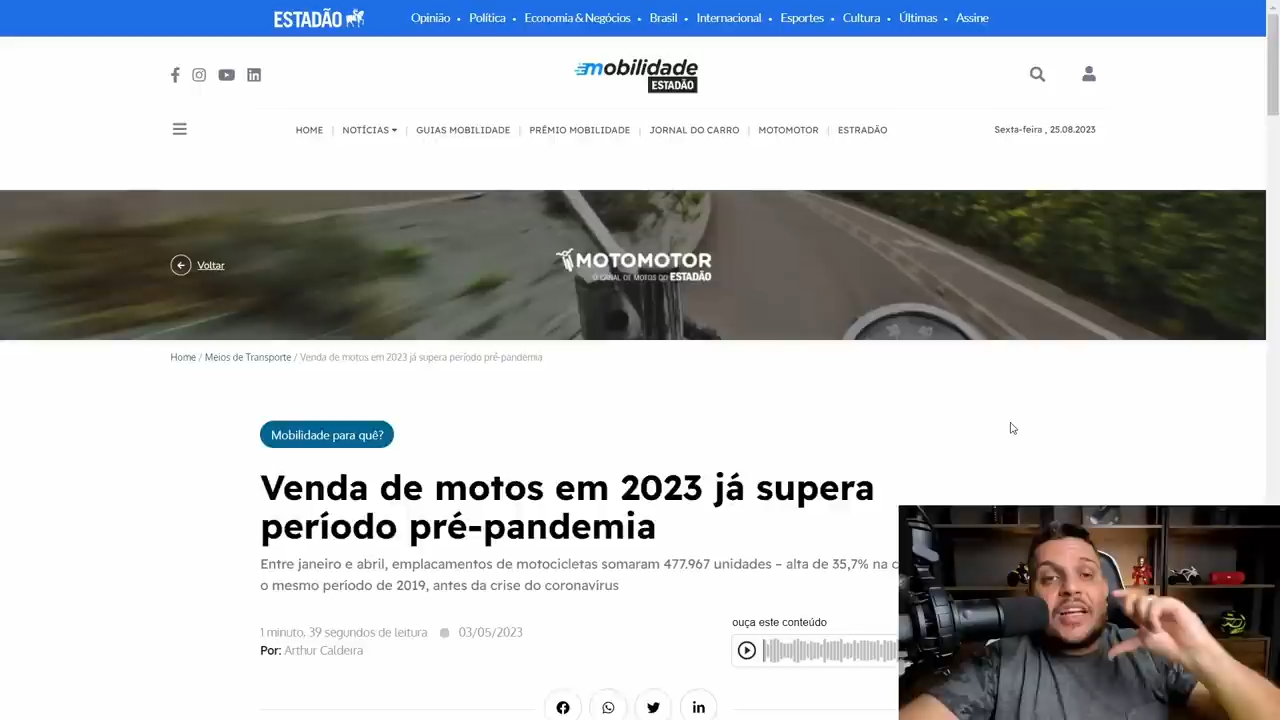 ESTADÃO
Opinião • Política • Economia & Negócios • Brasil • Internacional • Esportes • Cultura • Últimas • Assine
mobilidade
ESTADÃO
HOME | NOTÍCIAS | GUIAS MOBILIDADE | PRÊMIO MOBILIDADE | JORNAL DO CARRO | MOTOMOTOR | ESTRADÃO
Sexta-feira , 25.08.2023
Voltar
MOTOMOTOR
O CANAL DE MOTOS DO ESTADÃO
Home / Meios de Transporte / Venda de motos em 2023 já supera período pré-pandemia
Mobilidade para quê?
Venda de motos em 2023 já supera
período pré-pandemia
Entre janeiro e abril, emplacamentos de motocicletas somaram 477.967 unidades – alta de 35,7% na
o mesmo período de 2019, antes da crise do coronavírus
1 minuto, 39 segundos de leitura
03/05/2023
Por: Arthur Caldeira
ouça este conteúdo